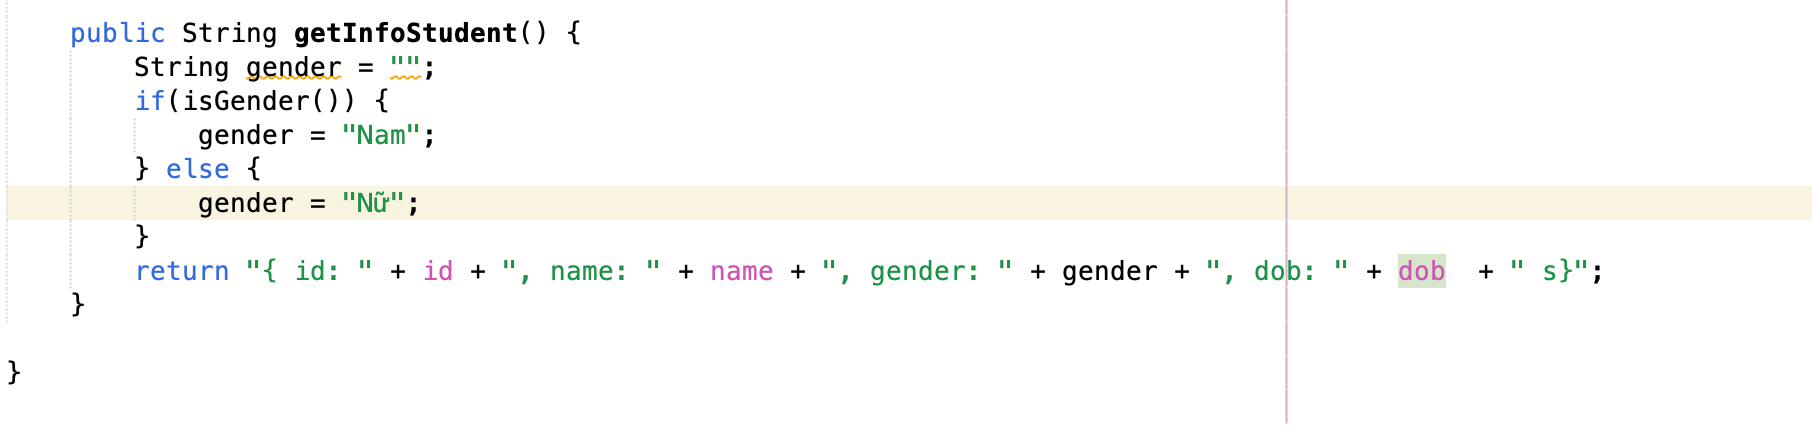 public String getInfoStudent() {
String gender = "";
if(isGender()) {
gender = "Nam";
} else {
gender = "Nữ";
}
return "{ id: " + id + ", name: " + name + ", gender: " + gender + ", dob: " + dob  + " s}";
}
}